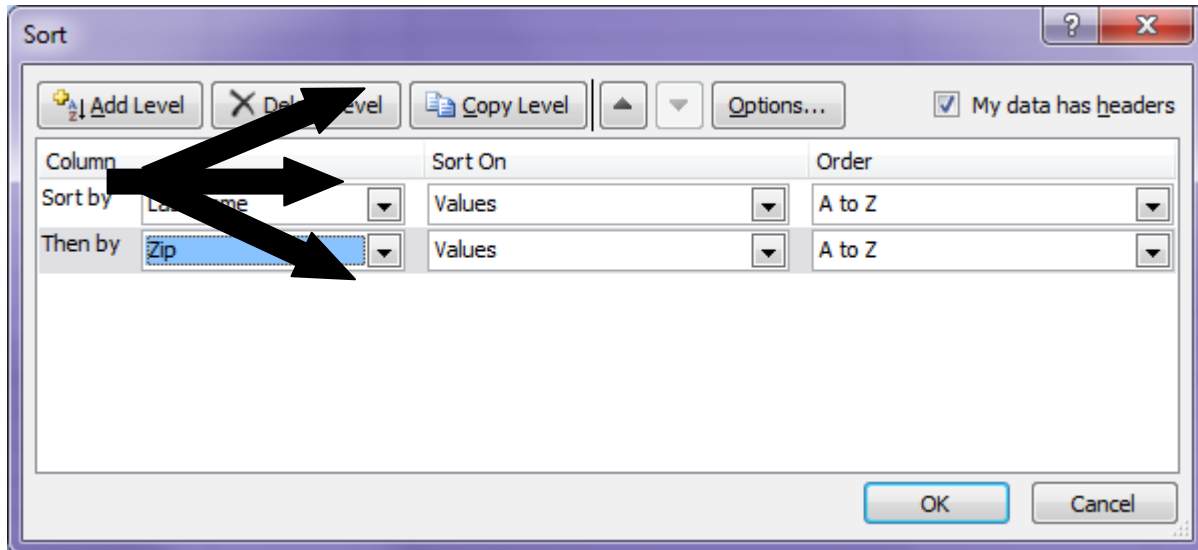 Sort
Add Level Level Copy Level Options... My data has headers
Column Sort On Order
Sort by Values A to Z
Then by Zip Values A to Z
OK Cancel